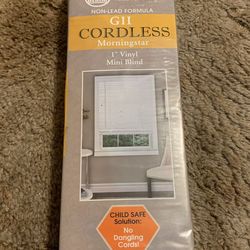 NON-LEAD FORMULA
GII
CORDLESS
Morningstar
1" Vinyl
Mini Blind
CHILD SAFE
Solution:
No
Dangling
Cords!